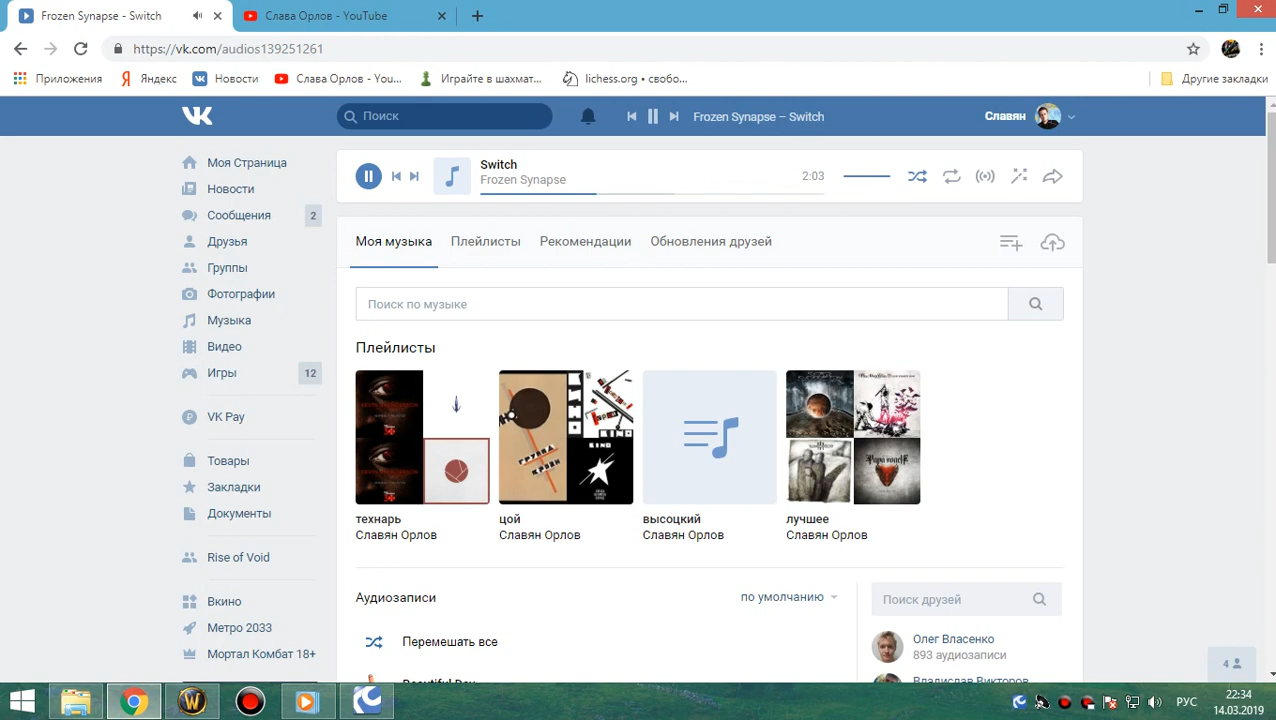 Frozen Synapse - Switch
Слава Орлов - YouTube
https://vk.com/audios139251261
Приложения
Яндекс
Новости
Слава Орлов - You...
Играйте в шахмат...
lichess.org • свобо...
Другие закладки
Поиск
Frozen Synapse – Switch
Славян
Моя Страница
Новости
Сообщения
2
Друзья
Группы
Фотографии
Музыка
Видео
Игры
12
VK Pay
Товары
Закладки
Документы
Rise of Void
Вкино
Метро 2033
Мортал Комбат 18+
Switch
Frozen Synapse
2:03
Моя музыка
Плейлисты
Рекомендации
Обновления друзей
Поиск по музыке
Плейлисты
технарь
Славян Орлов
цой
Славян Орлов
высоцкий
Славян Орлов
лучшее
Славян Орлов
Аудиозаписи
по умолчанию
Перемешать все
Beautiful Day
Поиск друзей
Олег Власенко
893 аудиозаписи
Владислав Викторов
4
РУС
22:34
14.03.2019